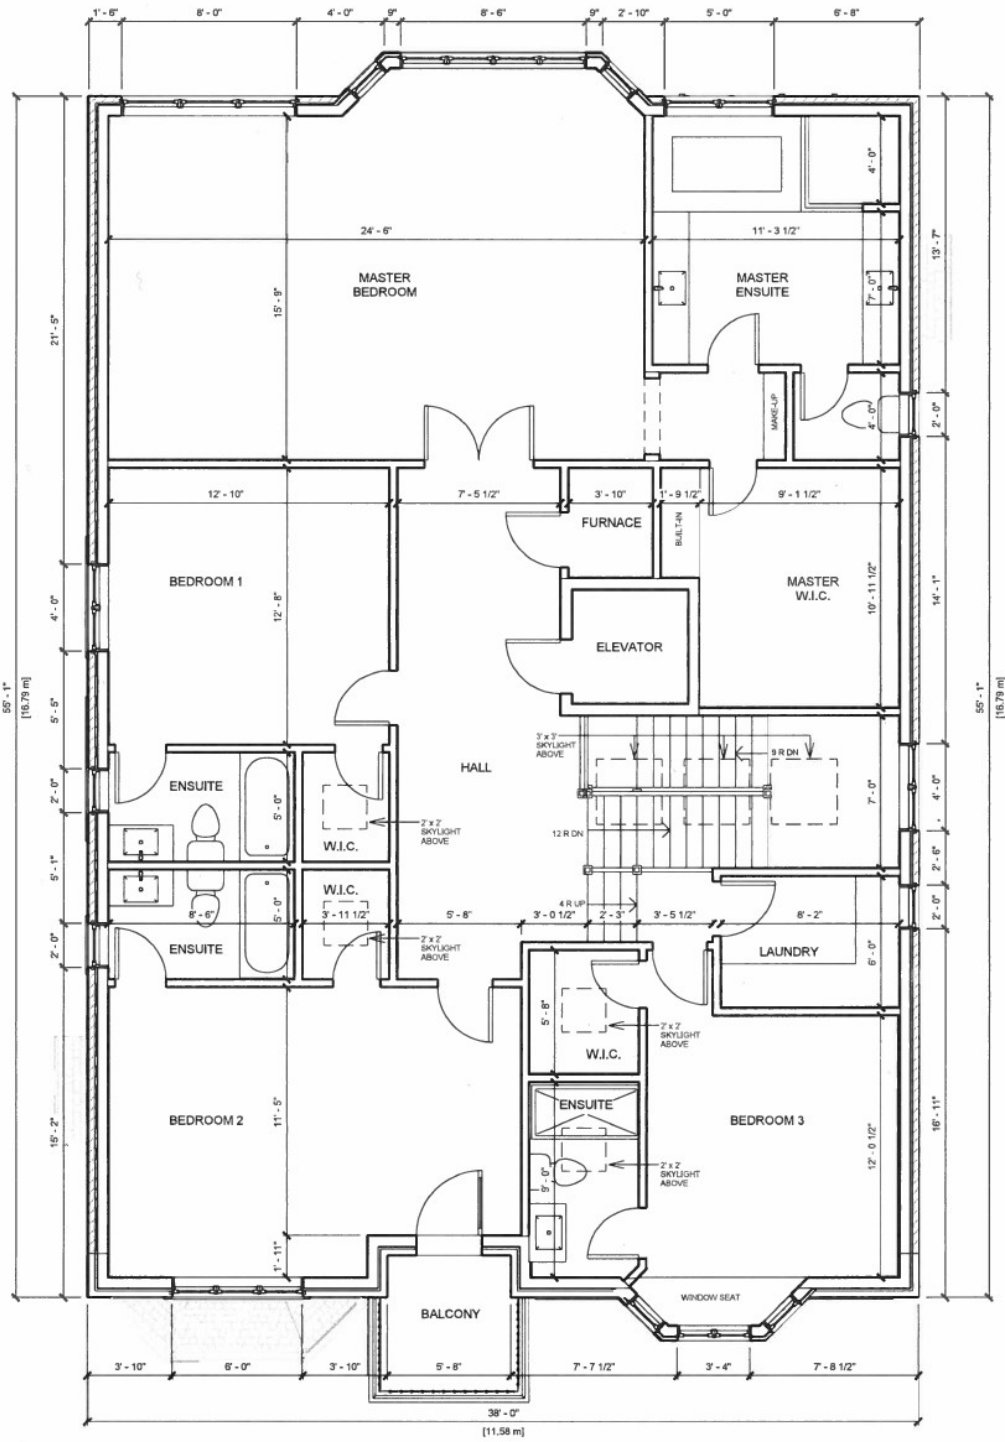 1' - 6"
8' - 0"
4' - 0"
9"
8' - 6"
9"
2' - 10"
5' - 0"
6' - 8"
4' - 0"
24' - 6"
11' - 3 1/2"
13' - 7"
MASTER
BEDROOM
MASTER
ENSUITE
7' - 0"
15' - 9"
21' - 5"
MAKE-UP
4' - 0"
2' - 0"
12' - 10"
7' - 5 1/2"
3' - 10"
1' - 9 1/2"
9' - 1 1/2"
FURNACE
BUILT-IN
BEDROOM 1
MASTER
W.I.C.
12' - 8"
10' - 11 1/2"
14' - 1"
4' - 0"
ELEVATOR
55' - 1"
[16.79 m]
55' - 1"
[16.79 m]
5' - 5"
3' x 3'
SKYLIGHT
ABOVE
9 R DN
HALL
ENSUITE
2' - 0"
5' - 0"
7' - 0"
4' - 0"
2' x 2'
SKYLIGHT
ABOVE
12 R DN
W.I.C.
5' - 1"
2' - 6"
W.I.C.
4 R UP
5' - 0"
8' - 6"
3' - 11 1/2"
5' - 8"
3' - 0 1/2"
2' - 3"
3' - 5 1/2"
8' - 2"
2' - 0"
2' - 0"
ENSUITE
2' x 2'
SKYLIGHT
ABOVE
LAUNDRY
6' - 0"
5' - 8"
2' x 2'
SKYLIGHT
ABOVE
W.I.C.
ENSUITE
BEDROOM 2
11' - 5"
BEDROOM 3
12' - 0 1/2"
16' - 11"
15' - 2"
2' x 2'
SKYLIGHT
ABOVE
9' - 0"
1' - 11"
WINDOW SEAT
BALCONY
3' - 10"
6' - 0"
3' - 10"
5' - 8"
7' - 7 1/2"
3' - 4"
7' - 8 1/2"
38' - 0"
[11.58 m]